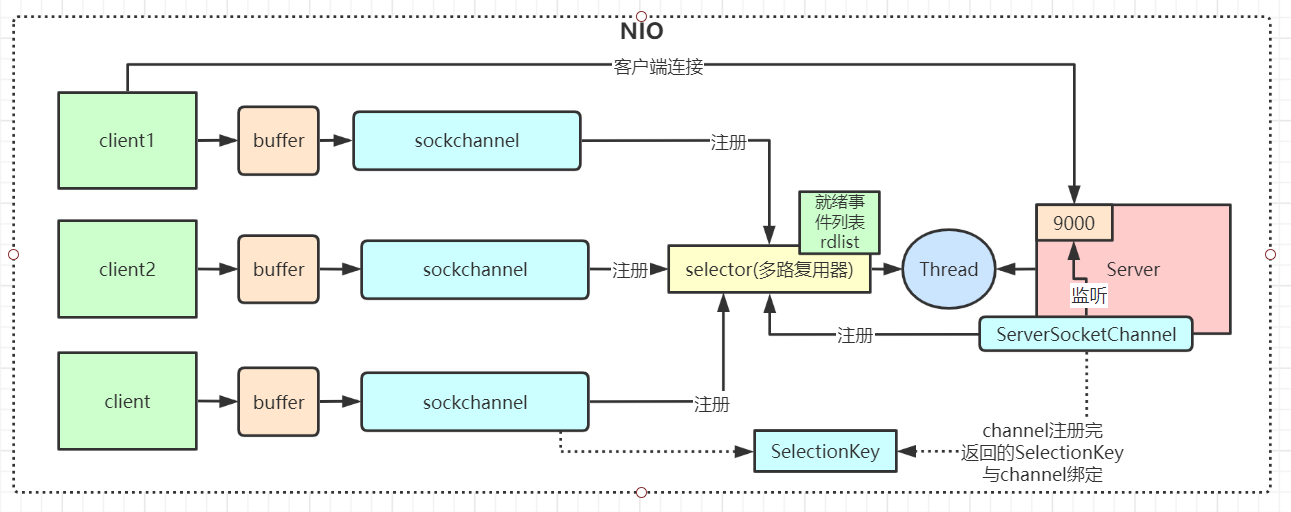 NIO
客户端连接
client1
buffer
sockchannel
注册
就绪事
件列表
rdlist
9000
client2
buffer
sockchannel
注册
selector(多路复用器)
Thread
Server
监听
注册
ServerSocketChannel
client
buffer
sockchannel
注册
SelectionKey
channel注册完
返回的SelectionKey
与channel绑定